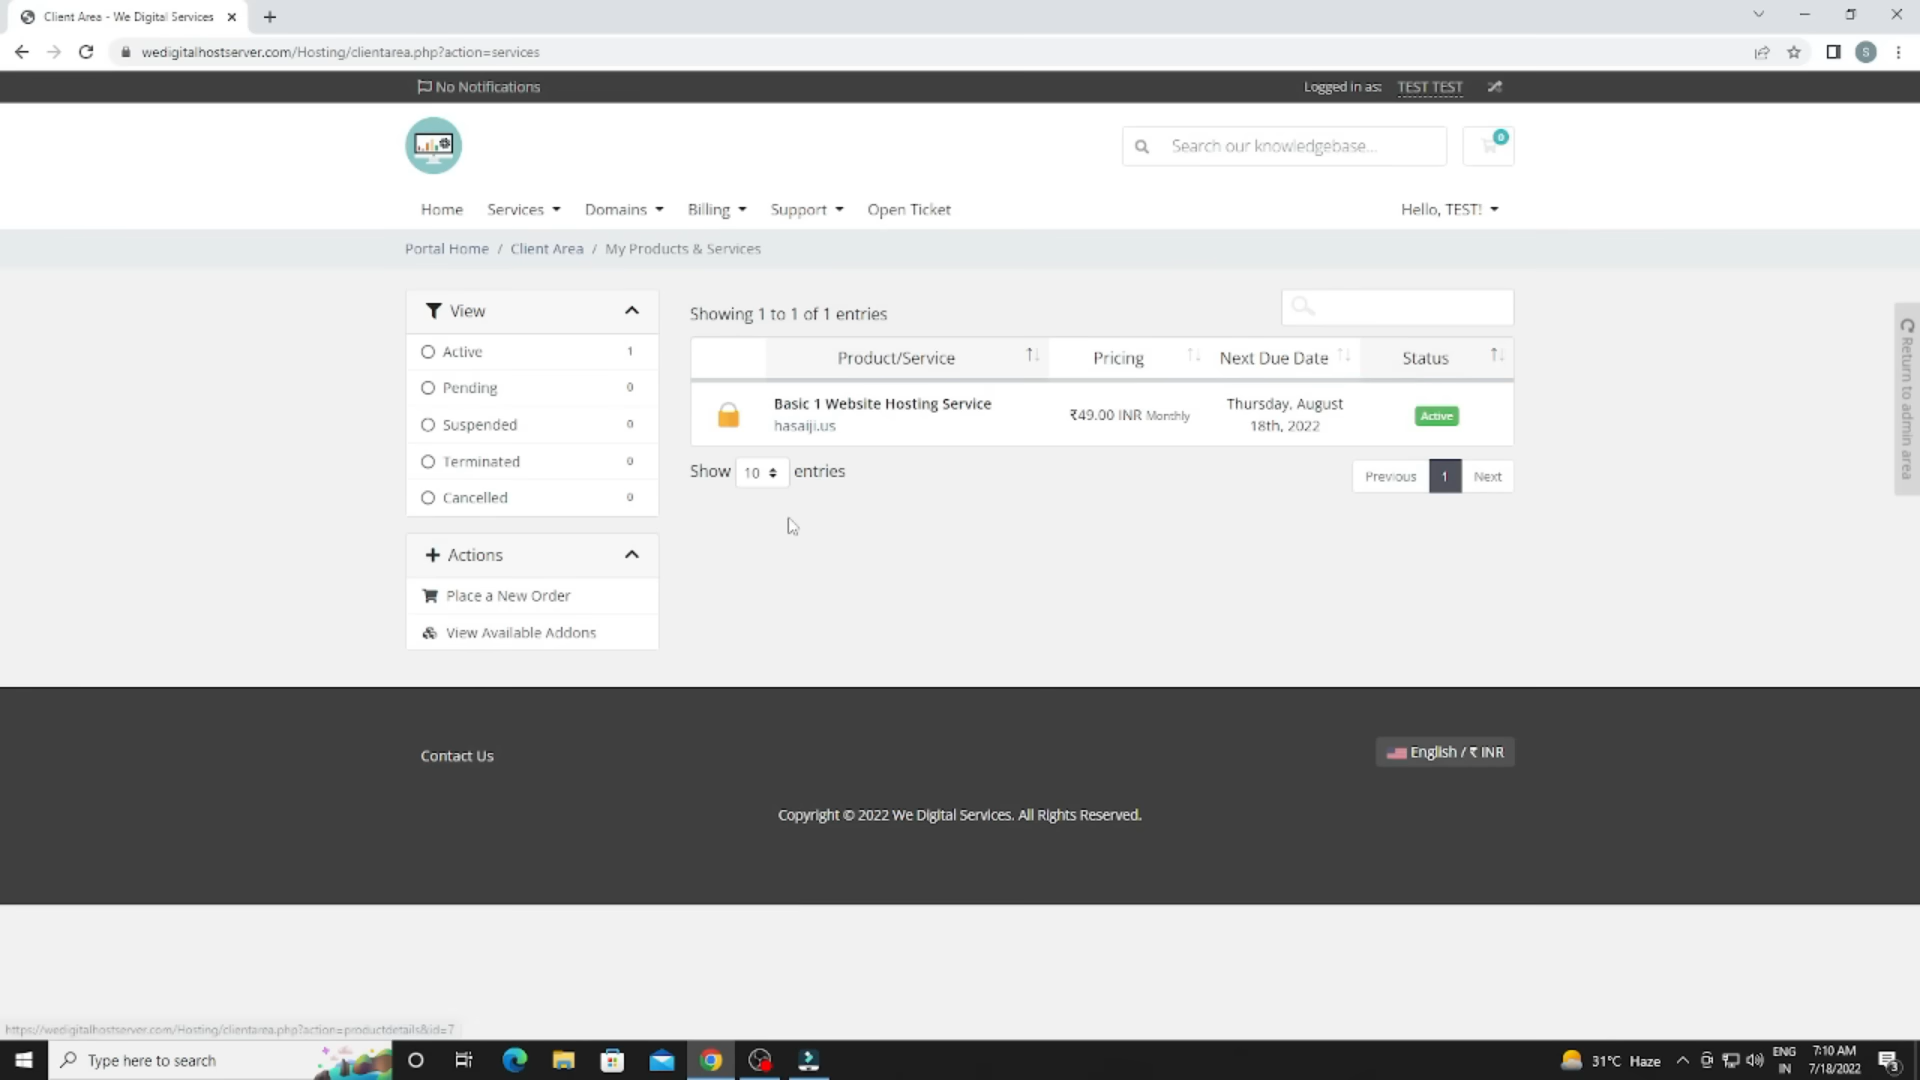 Client Area - We Digital Services
wedigitalhostserver.com/Hosting/clientarea.php?action=services
S
No Notifications
Logged in as: TEST TEST
Search our knowledgebase...
0
Home Services Domains Billing Support Open Ticket
Hello, TEST!
Portal Home / Client Area / My Products & Services
View
Active 1
Pending 0
Suspended 0
Terminated 0
Cancelled 0
Actions
Place a New Order
View Available Addons
Showing 1 to 1 of 1 entries
Product/Service Pricing Next Due Date Status
Basic 1 Website Hosting Service
hasaiji.us
₹49.00 INR Monthly
Thursday, August
18th, 2022
Active
Show 10 entries
Previous 1 Next
Return to admin area
Contact Us
English / ₹ INR
Copyright © 2022 We Digital Services. All Rights Reserved.
https://wedigitalhostserver.com/Hosting/clientarea.php?action=productdetails&id=7
Type here to search
31°C Haze
ENG
IN
7:10 AM
7/18/2022
3